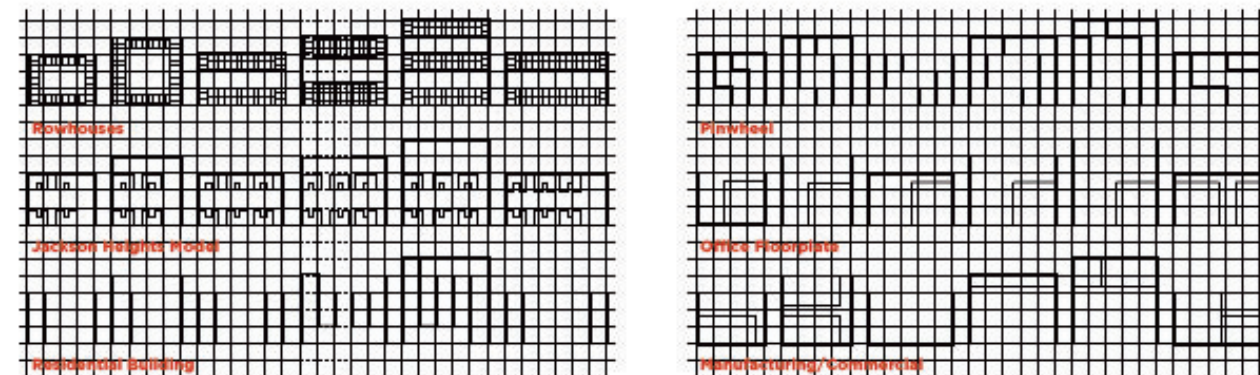 Rowhouses
Jackson Heights Model
Residential Building
Pinwheel
Office Floorplate
Manufacturing/Commercial